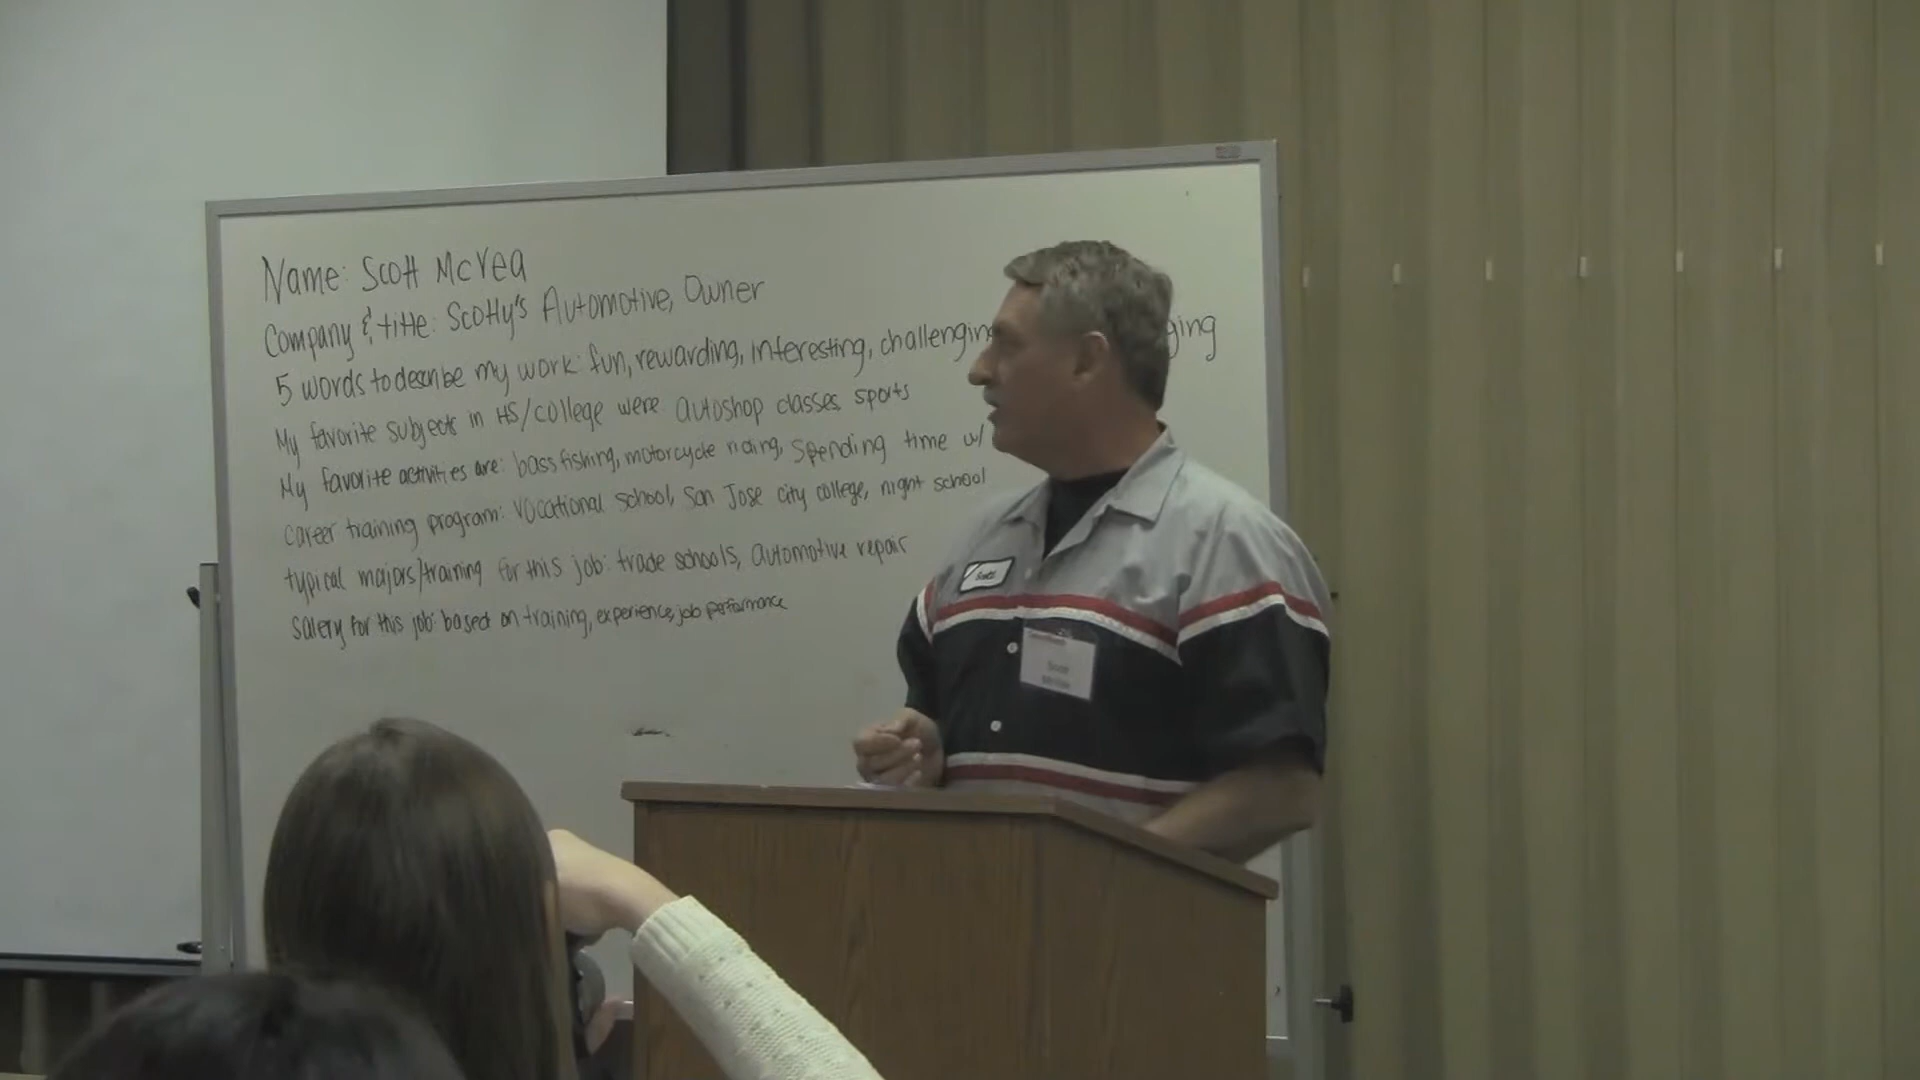 Name: Scott McVea
Company & title: Scotty's Automotive, Owner
5 words to describe my work: fun, rewarding, interesting, challenging
My favorite subjects in HS/college were autoshop classes, sports
My favorite activities are: bass fishing, motorcycle riding, spending time w/
career training program: vocational school, San Jose city college, night school
typical majors/training for this job: trade schools, automotive repair
Salery for this job: based on training, experience, job performance
Scott